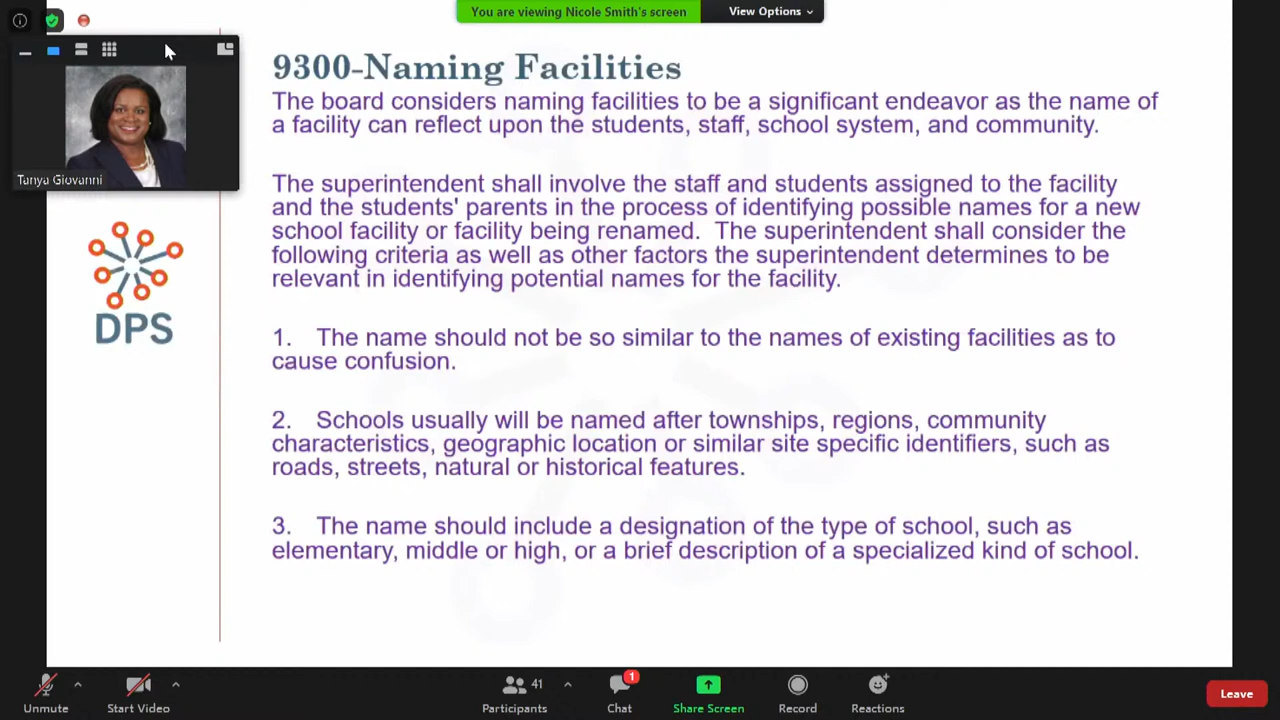 You are viewing Nicole Smith's screen
View Options
Tanya Giovanni
DPS
9300-Naming Facilities
The board considers naming facilities to be a significant endeavor as the name of
a facility can reflect upon the students, staff, school system, and community.
The superintendent shall involve the staff and students assigned to the facility
and the students' parents in the process of identifying possible names for a new
school facility or facility being renamed.  The superintendent shall consider the
following criteria as well as other factors the superintendent determines to be
relevant in identifying potential names for the facility.
1.    The name should not be so similar to the names of existing facilities as to
cause confusion.
2.    Schools usually will be named after townships, regions, community
characteristics, geographic location or similar site specific identifiers, such as
roads, streets, natural or historical features.
3.    The name should include a designation of the type of school, such as
elementary, middle or high, or a brief description of a specialized kind of school.
41
1
Unmute
Start Video
Participants
Chat
Share Screen
Record
Reactions
Leave